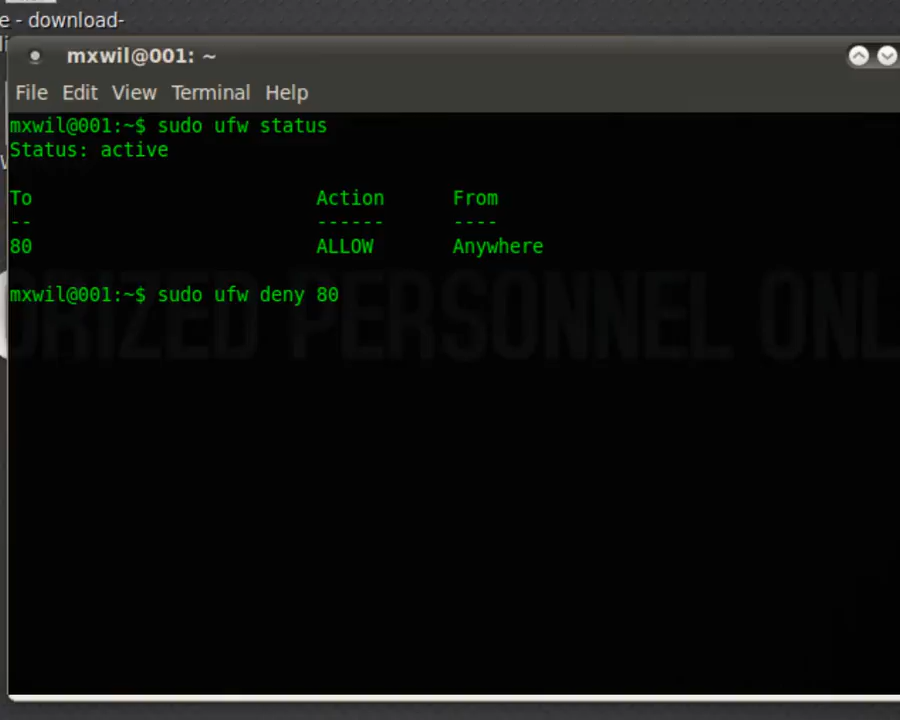 e - download-
mxwil@001: ~
File Edit View Terminal Help
mxwil@001:~$ sudo ufw status
Status: active
To Action From
-- ------ ----
80 ALLOW Anywhere
mxwil@001:~$ sudo ufw deny 80
ORIZED PERSONNEL ONL